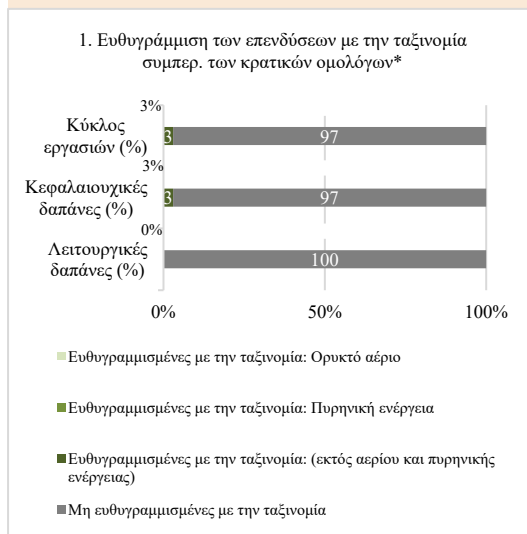 1. Ευθυγράμμιση των επενδύσεων με την ταξινομία
συμπερ. των κρατικών ομολόγων*
3%
Κύκλος
εργασιών (%)
3 97
3%
Κεφαλαιουχικές
δαπάνες (%)
3 97
0%
Λειτουργικές
δαπάνες (%)
100
0% 50% 100%
Ευθυγραμμισμένες με την ταξινομία: Ορυκτό αέριο
Ευθυγραμμισμένες με την ταξινομία: Πυρηνική ενέργεια
Ευθυγραμμισμένες με την ταξινομία: (εκτός αερίου και πυρηνικής
ενέργειας)
Μη ευθυγραμμισμένες με την ταξινομία